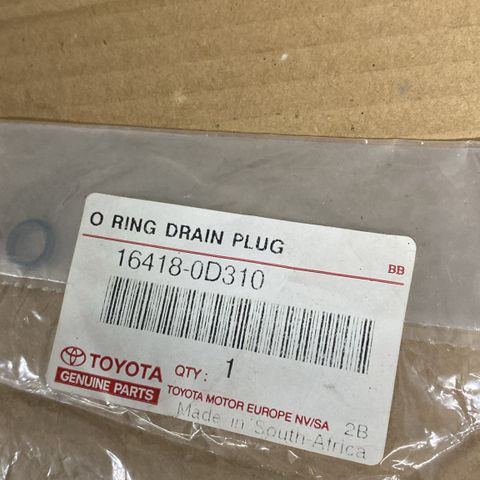 O RING DRAIN PLUG
BB
16418-0D310
TOYOTA QTY: 1
GENUINE PARTS
TOYOTA MOTOR EUROPE NV/SA 2B
Made in South-Africa